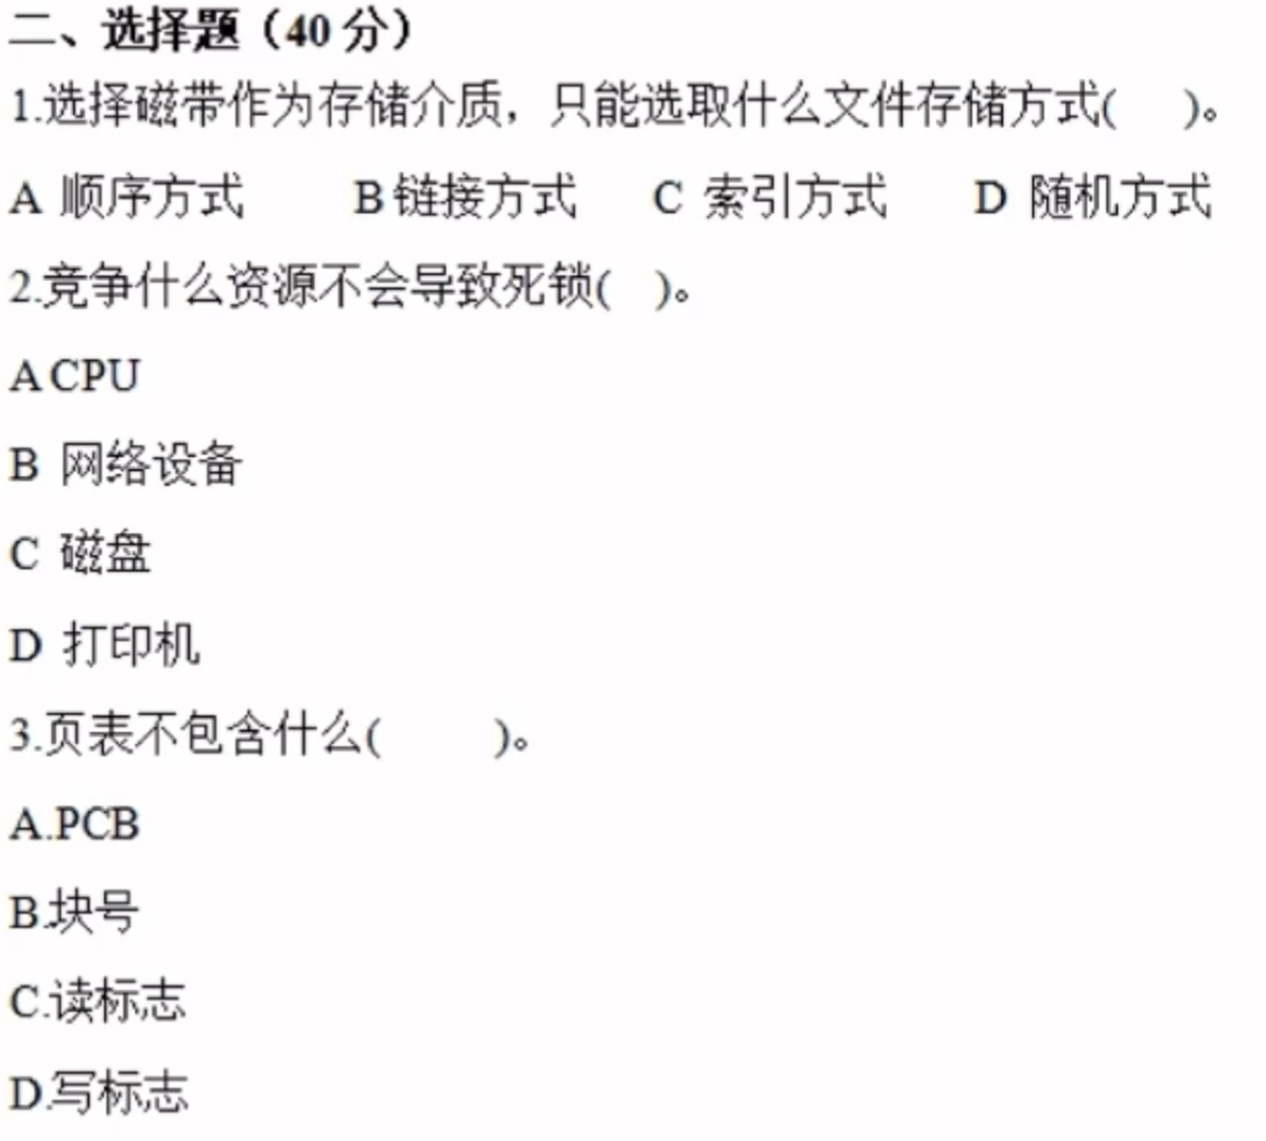 二、选择题（40 分）
1.选择磁带作为存储介质，只能选取什么文件存储方式( )。
A 顺序方式 B 链接方式 C 索引方式 D 随机方式
2.竞争什么资源不会导致死锁( )。
A CPU
B 网络设备
C 磁盘
D 打印机
3.页表不包含什么( )。
A.PCB
B.块号
C.读标志
D.写标志